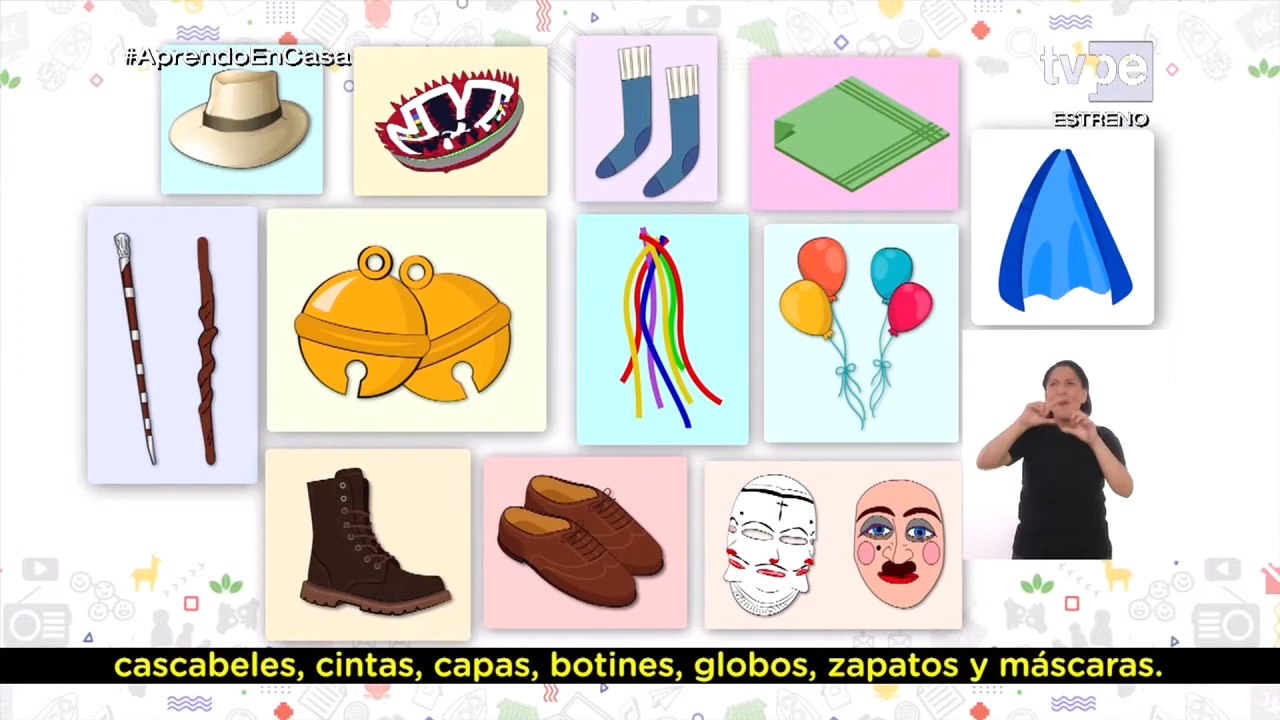 #AprendoEnCasa
tvpe
ESTRENO
cascabeles, cintas, capas, botines, globos, zapatos y máscaras.